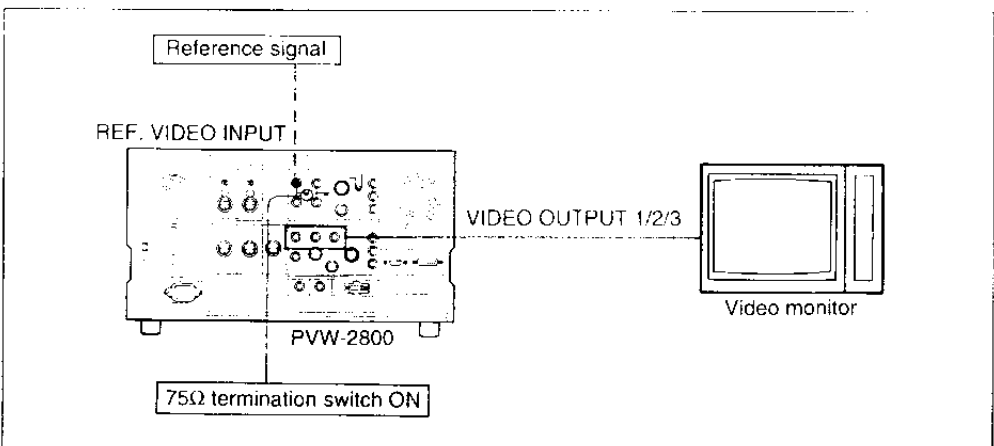 Reference signal
REF. VIDEO INPUT
VIDEO OUTPUT 1/2/3
Video monitor
PVW-2800
75Ω termination switch ON